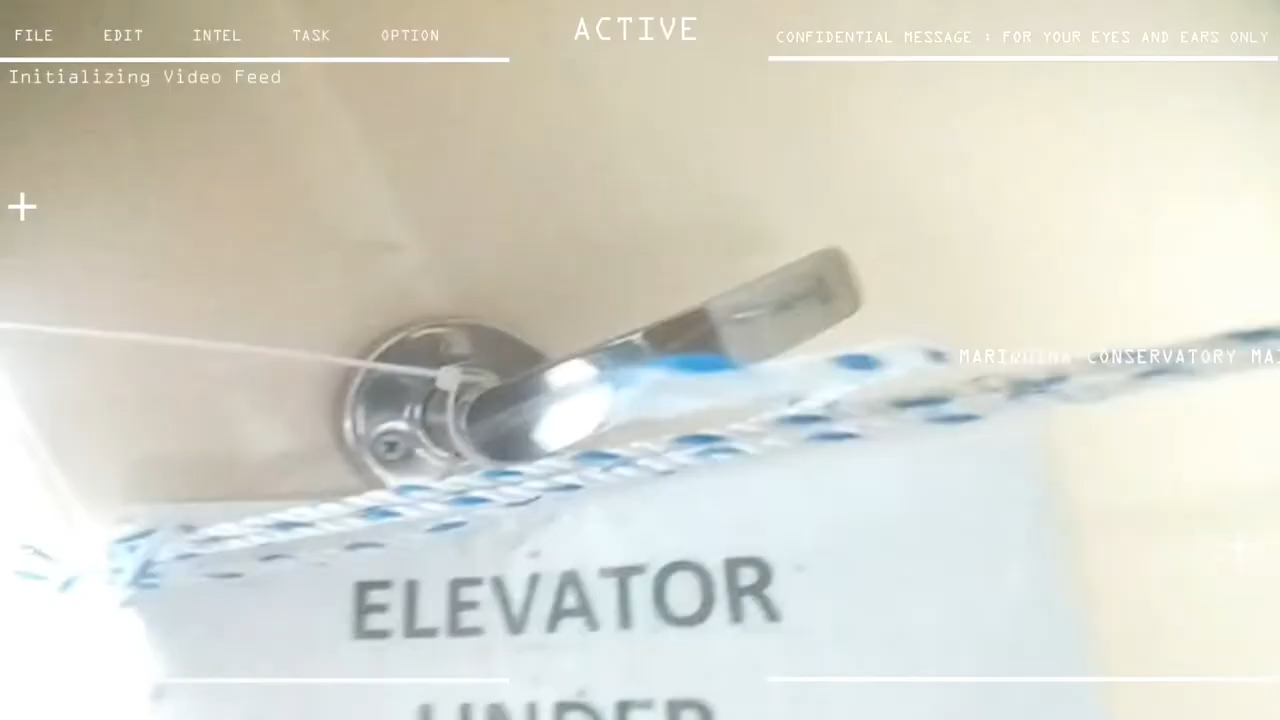 FILE EDIT INTEL TASK OPTION
ACTIVE
CONFIDENTIAL MESSAGE : FOR YOUR EYES AND EARS ONLY
Initializing Video Feed
CONSERVATORY
ELEVATOR
UNDER